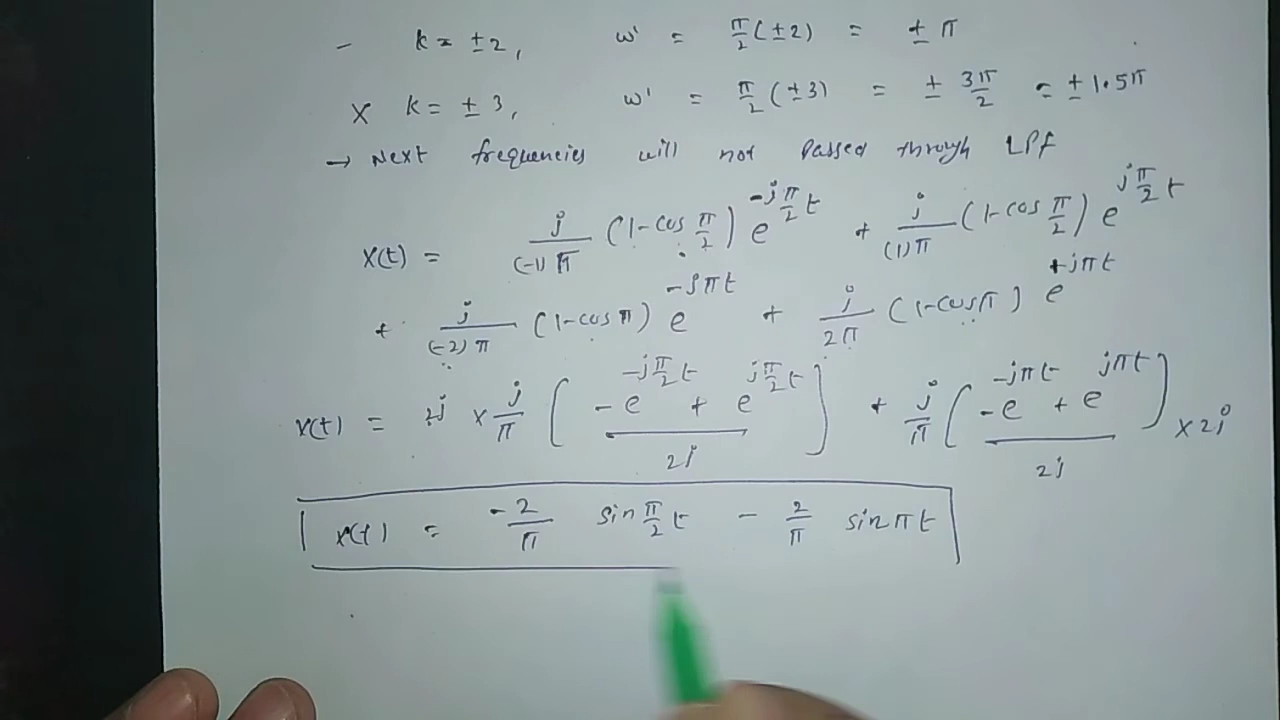 - k = ±2, w' = π/2 (±2) = ± π
× k = ± 3, w' = π/2 (±3) = ± 3π/2 = ±1.5π
→ Next frequencies will not passed through LPF
x(t) = j/(-1)π (1-cos π/2) e^(-jπ/2 t) + j/(1)π (1-cos π/2) e^(jπ/2 t)
+ j/(-2)π (1-cos π) e^(-jπt) + j/2π (1-cosπ) e^(+jπt)
x(t) = 2j × j/π [ (-e^(-jπ/2 t) + e^(jπ/2 t))/2j ] + j/π [ (-e^(-jπt) + e^(jπt))/2j ] × 2j
x(t) = -2/π sin π/2 t - 2/π sin πt